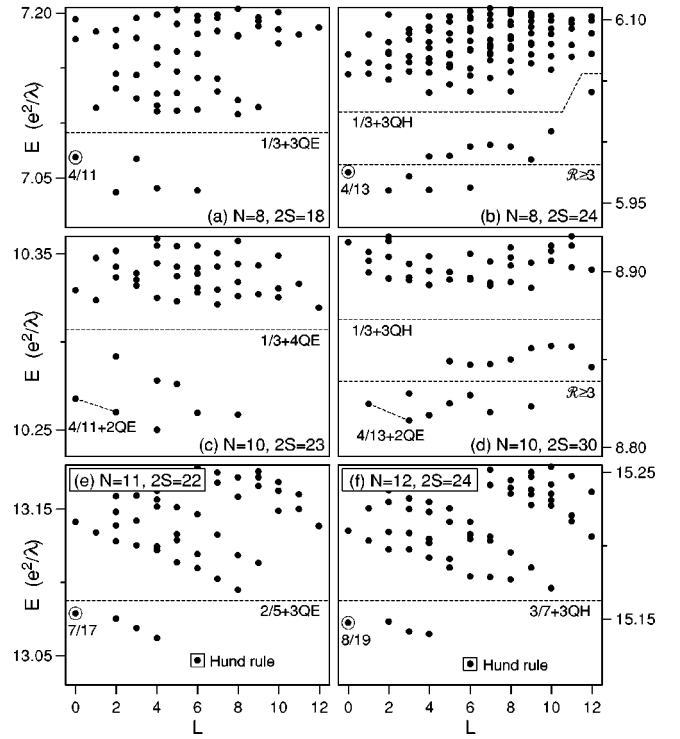 7.20
E (e²/λ)
1/3+3QE
4/11
7.05
(a) N=8, 2S=18
6.10
1/3+3QH
4/13
ℛ≥3
5.95
(b) N=8, 2S=24
10.35
E (e²/λ)
1/3+4QE
4/11+2QE
10.25
(c) N=10, 2S=23
8.90
1/3+3QH
ℛ≥3
4/13+2QE
8.80
(d) N=10, 2S=30
(e) N=11, 2S=22
13.15
E (e²/λ)
2/5+3QE
7/17
13.05
Hund rule
0 2 4 6 8 10 12
L
(f) N=12, 2S=24
15.25
3/7+3QH
8/19
15.15
Hund rule
0 2 4 6 8 10 12
L